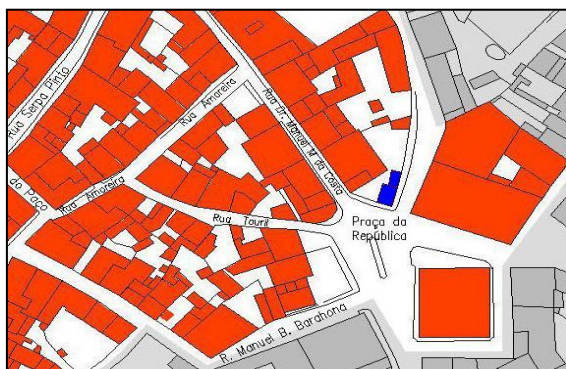 Rua Serpa Pinto
Rua Amoreira
Rua Dr. Manuel M da Costa
do Paço
Rua Amoreira
Rua Touril
Praça da
República
R. Manuel B. Barahona